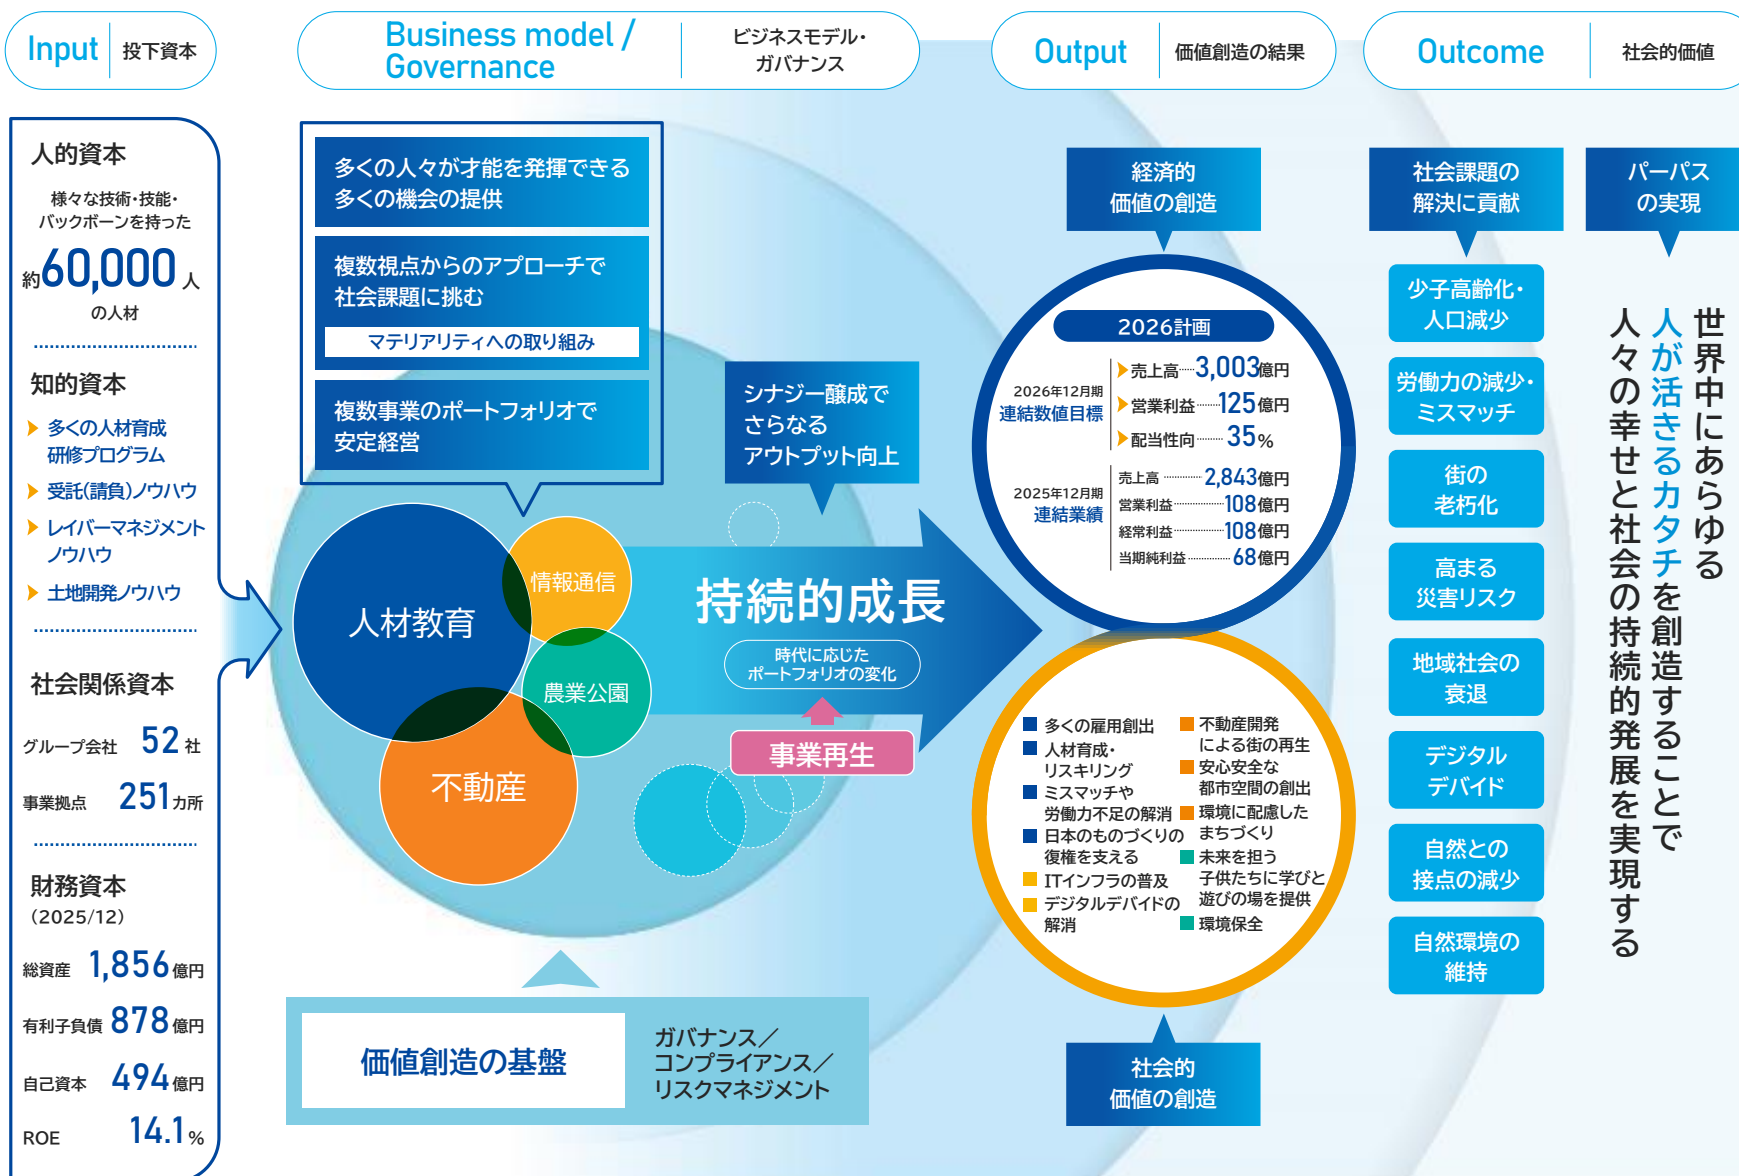 Input
投下資本
Business model /
Governance
ビジネスモデル・
ガバナンス
Output
価値創造の結果
Outcome
社会的価値
人的資本
様々な技術・技能・
バックボーンを持った
約60,000人
の人材
知的資本
多くの人材育成
研修プログラム
受託(請負)ノウハウ
レイバーマネジメント
ノウハウ
土地開発ノウハウ
社会関係資本
グループ会社 52社
事業拠点 251カ所
財務資本
(2025/12)
総資産 1,856億円
有利子負債 878億円
自己資本 494億円
ROE 14.1%
多くの人々が才能を発揮できる
多くの機会の提供
複数視点からのアプローチで
社会課題に挑む
マテリアリティへの取り組み
複数事業のポートフォリオで
安定経営
人材教育
情報通信
農業公園
不動産
シナジー醸成で
さらなる
アウトプット向上
持続的成長
時代に応じた
ポートフォリオの変化
事業再生
価値創造の基盤
ガバナンス／
コンプライアンス／
リスクマネジメント
経済的
価値の創造
2026計画
2026年12月期
連結数値目標
売上高 3,003億円
営業利益 125億円
配当性向 35%
2025年12月期
連結業績
売上高 2,843億円
営業利益 108億円
経常利益 108億円
当期純利益 68億円
多くの雇用創出
人材育成・
リスキリング
ミスマッチや
労働力不足の解消
日本のものづくりの
復権を支える
ITインフラの普及
デジタルデバイドの
解消
不動産開発
による街の再生
安心安全な
都市空間の創出
環境に配慮した
まちづくり
未来を担う
子供たちに学びと
遊びの場を提供
環境保全
社会的
価値の創造
社会課題の
解決に貢献
少子高齢化・
人口減少
労働力の減少・
ミスマッチ
街の
老朽化
高まる
災害リスク
地域社会の
衰退
デジタル
デバイド
自然との
接点の減少
自然環境の
維持
パーパス
の実現
世界中にあらゆる
人が活きるカタチを創造することで
人々の幸せと社会の持続的発展を実現する